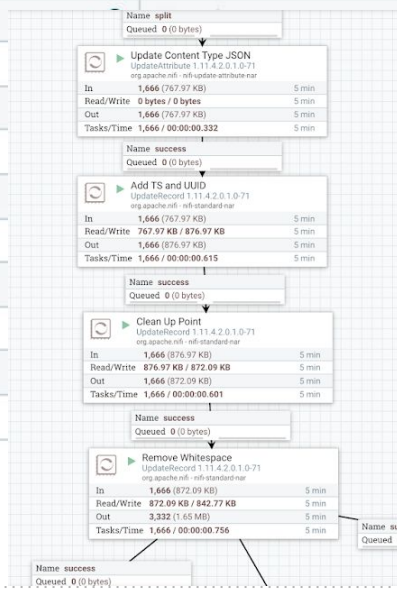 Name split
Queued 0 (0 bytes)
Update Content Type JSON
UpdateAttribute 1.11.4.2.0.1.0-71
org.apache.nifi - nifi-update-attribute-nar
In 1,666 (767.97 KB) 5 min
Read/Write 0 bytes / 0 bytes 5 min
Out 1,666 (767.97 KB) 5 min
Tasks/Time 1,666 / 00:00:00.332 5 min
Name success
Queued 0 (0 bytes)
Add TS and UUID
UpdateRecord 1.11.4.2.0.1.0-71
org.apache.nifi - nifi-standard-nar
In 1,666 (767.97 KB) 5 min
Read/Write 767.97 KB / 876.97 KB 5 min
Out 1,666 (876.97 KB) 5 min
Tasks/Time 1,666 / 00:00:00.615 5 min
Name success
Queued 0 (0 bytes)
Clean Up Point
UpdateRecord 1.11.4.2.0.1.0-71
org.apache.nifi - nifi-standard-nar
In 1,666 (876.97 KB) 5 min
Read/Write 876.97 KB / 872.09 KB 5 min
Out 1,666 (872.09 KB) 5 min
Tasks/Time 1,666 / 00:00:00.601 5 min
Name success
Queued 0 (0 bytes)
Remove Whitespace
UpdateRecord 1.11.4.2.0.1.0-71
org.apache.nifi - nifi-standard-nar
In 1,666 (872.09 KB) 5 min
Read/Write 872.09 KB / 842.77 KB 5 min
Out 3,332 (1.65 MB) 5 min
Tasks/Time 1,666 / 00:00:00.756 5 min
Name su
Queued
Name success
Queued 0 (0 bytes)